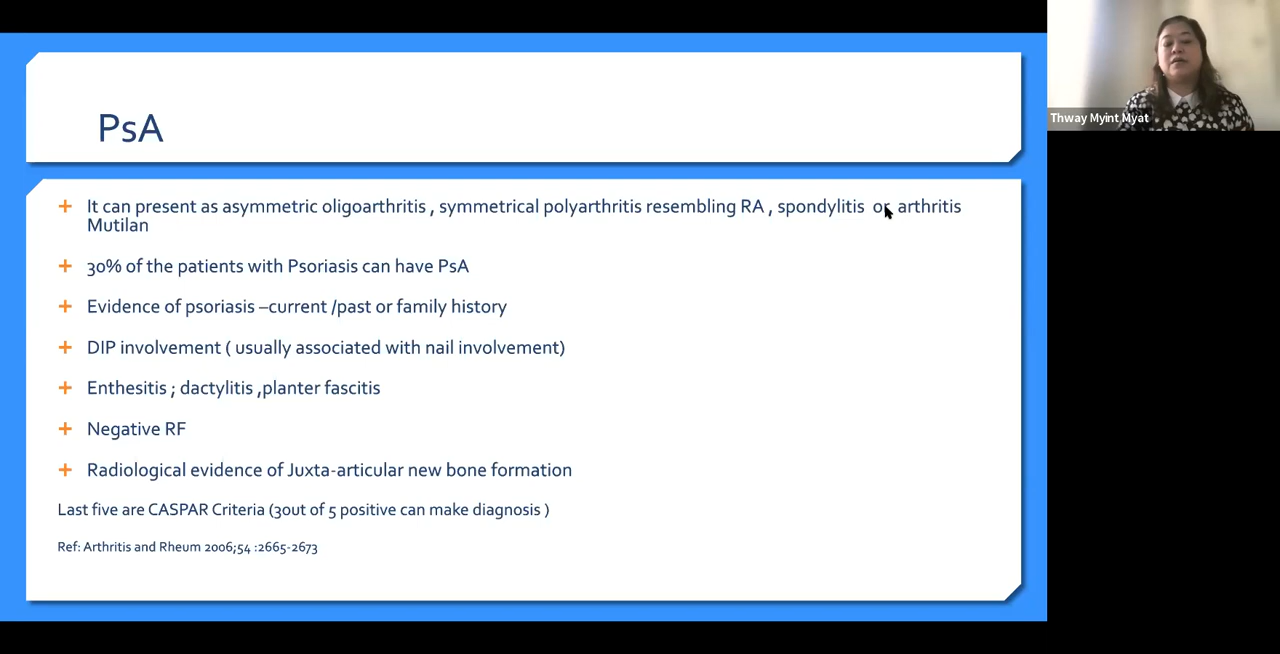 PsA
It can present as asymmetric oligoarthritis , symmetrical polyarthritis resembling RA , spondylitis or arthritis
Mutilan
30% of the patients with Psoriasis can have PsA
Evidence of psoriasis –current /past or family history
DIP involvement ( usually associated with nail involvement)
Enthesitis ; dactylitis ,planter fascitis
Negative RF
Radiological evidence of Juxta-articular new bone formation
Last five are CASPAR Criteria (3out of 5 positive can make diagnosis )
Ref: Arthritis and Rheum 2006;54 :2665-2673
Thway Myint Myat